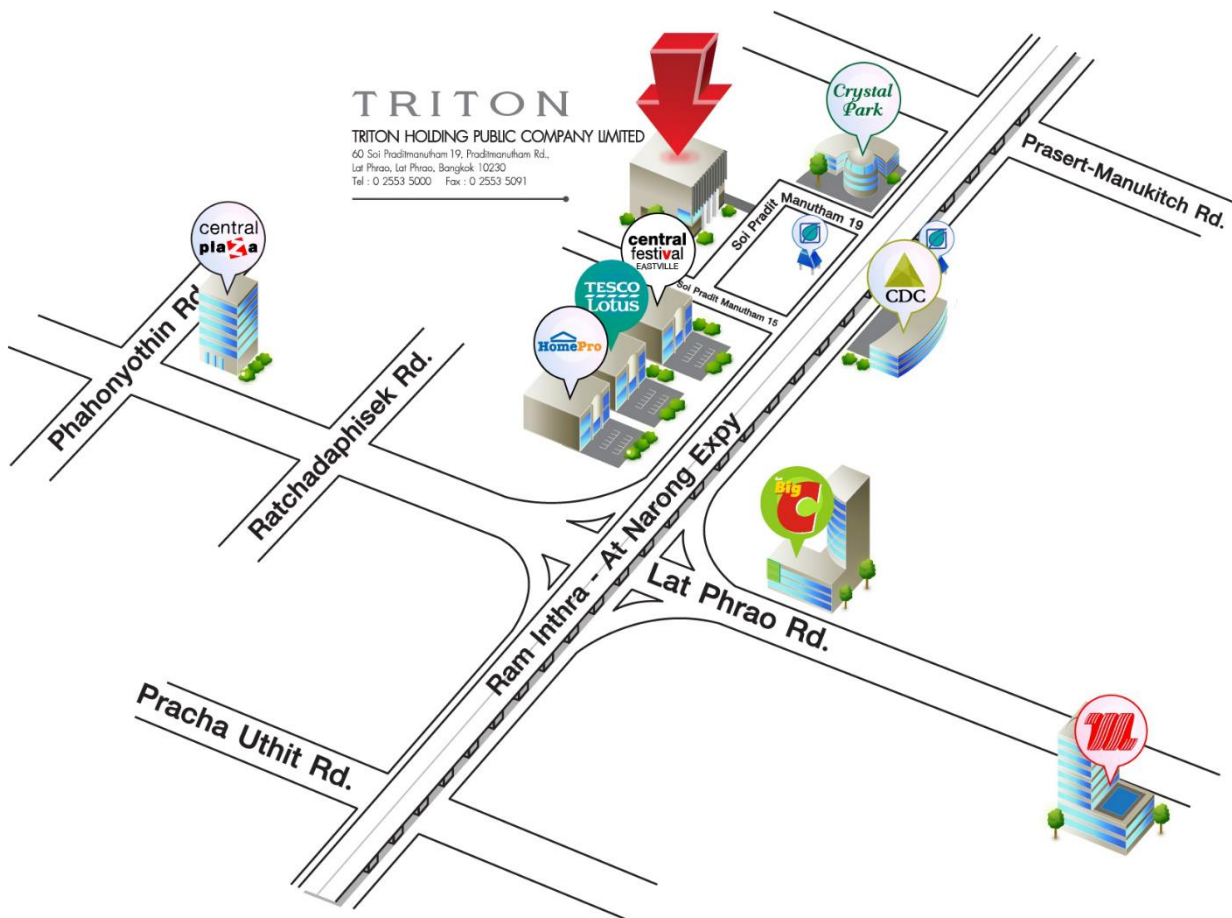 TRITON
TRITON HOLDING PUBLIC COMPANY LIMITED
60 Soi Praditmanutham 19, Praditmanutham Rd.,
Lat Phrao, Lat Phrao, Bangkok 10230
Tel : 0 2553 5000 Fax : 0 2553 5091
Crystal
Park
Prasert-Manukitch Rd.
Soi Pradit Manutham 19
central
plaza
central
festival
EASTVILLE
TESCO
Lotus
HomePro
Soi Pradit Manutham 15
CDC
Phahonyothin Rd.
Ratchadaphisek Rd.
Ram Inthra - At Narong Expy
Big
C
Lat Phrao Rd.
Pracha Uthit Rd.
m